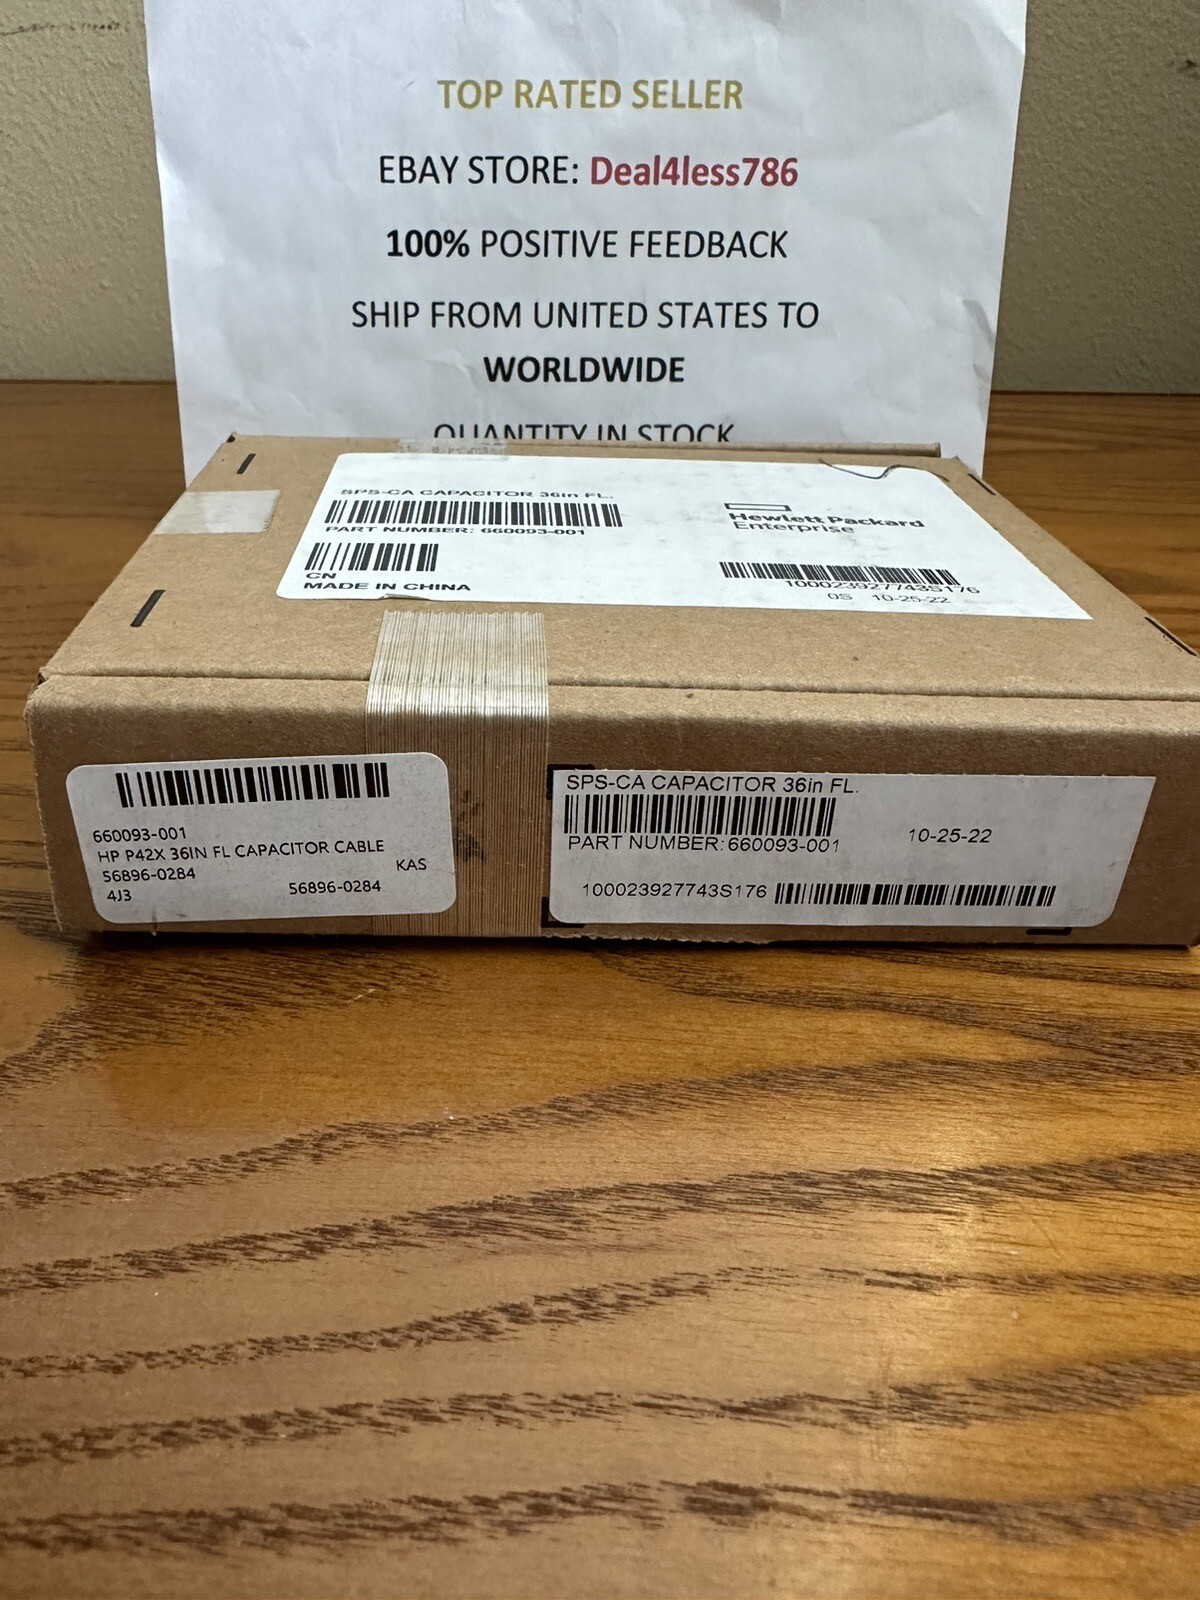 TOP RATED SELLER
EBAY STORE: Deal4less786
100% POSITIVE FEEDBACK
SHIP FROM UNITED STATES TO
WORLDWIDE
QUANTITY IN STOCK
SPS-CA CAPACITOR 36in FL.
PART NUMBER: 660093-001
CN
MADE IN CHINA
Hewlett Packard
Enterprise
100023927743S176
0S 10-25-22
660093-001
HP P42X 36IN FL CAPACITOR CABLE
56896-0284 KAS
4J3 56896-0284
SPS-CA CAPACITOR 36in FL.
PART NUMBER: 660093-001 10-25-22
100023927743S176